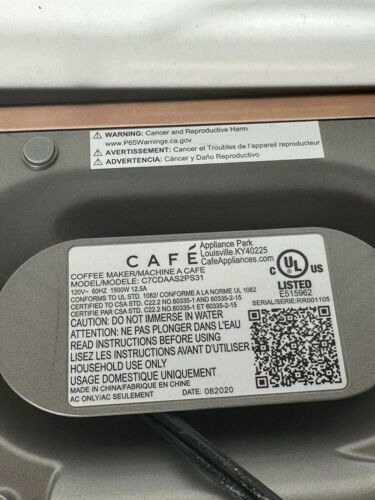 WARNING: Cancer and Reproductive Harm
www.P65Warnings.ca.gov
AVERTISSEMENT: Cancer et Troubles de l'appareil reproducteur
ADVERTENCIA: Cáncer y Daño Reproductivo
CAFÉ
Appliance Park
Louisville, KY40225
CafeAppliances.com
COFFEE MAKER/MACHINE A CAFE
MODEL/MODELE: C7CDAAS2PS31
120V~ 60HZ 1500W 12.5A
CONFORMS TO UL STD. 1082/ CONFORME A LA NORME UL 1082
CERTIFIED TO CSA STD. C22.2 NO.60335-1 AND 60335-2-15
CERTIFIE PAR CSA STD. C22.2 NO.60335-1 ET 60335-2-15
CAUTION: DO NOT IMMERSE IN WATER
ATTENTION: NE PAS TREMPER DANS L'EAU
READ INSTRUCTIONS BEFORE USING
LISEZ LES INSTRUCTIONS AVANT D'UTILISER
HOUSEHOLD USE ONLY
USAGE DOMESTIQUE UNIQUEMENT
MADE IN CHINA/FABRIQUE EN CHINE
AC ONLY/AC SEULEMENT
DATE/DATE: 082020
C UL US
LISTED
E515962
SERIAL/SERIE:RR001105